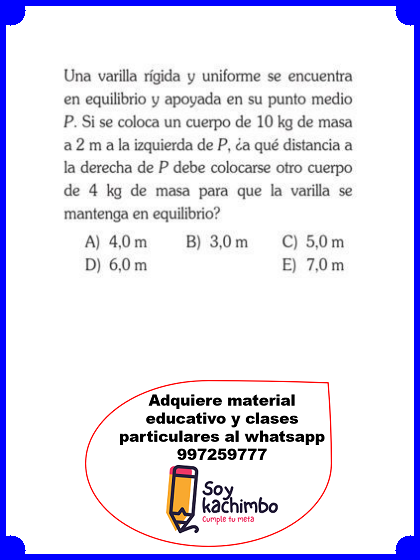 Una varilla rígida y uniforme se encuentra
en equilibrio y apoyada en su punto medio
P. Si se coloca un cuerpo de 10 kg de masa
a 2 m a la izquierda de P, ¿a qué distancia a
la derecha de P debe colocarse otro cuerpo
de 4 kg de masa para que la varilla se
mantenga en equilibrio?
A) 4,0 m B) 3,0 m C) 5,0 m
D) 6,0 m E) 7,0 m
Adquiere material
educativo y clases
particulares al whatsapp
997259777
Soy
kachimbo
Cumple tu meta